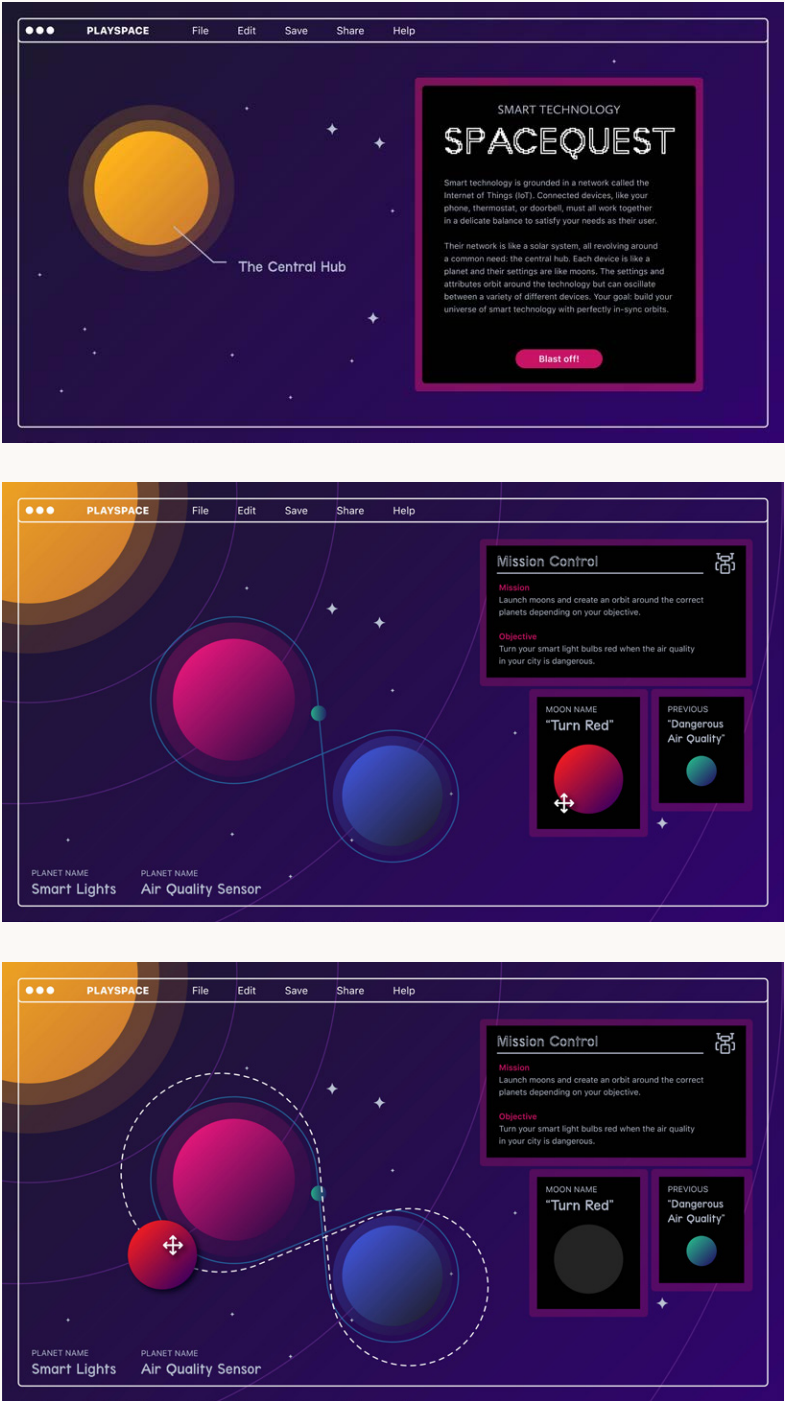 PLAYSPACE File Edit Save Share Help
SMART TECHNOLOGY
SPACEQUEST
Smart technology is grounded in a network called the
Internet of Things (IoT). Connected devices, like your
phone, thermostat, or doorbell, must all work together
in a delicate balance to satisfy your needs as their user.
Their network is like a solar system, all revolving around
a common need: the central hub. Each device is like a
planet and their settings are like moons. The settings and
attributes orbit around the technology but can oscillate
between a variety of different devices. Your goal: build your
universe of smart technology with perfectly in-sync orbits.
Blast off!
The Central Hub
PLAYSPACE File Edit Save Share Help
Mission Control
Mission
Launch moons and create an orbit around the correct
planets depending on your objective.
Objective
Turn your smart light bulbs red when the air quality
in your city is dangerous.
MOON NAME
"Turn Red"
PREVIOUS
"Dangerous
Air Quality"
PLANET NAME
Smart Lights
PLANET NAME
Air Quality Sensor
PLAYSPACE File Edit Save Share Help
Mission Control
Mission
Launch moons and create an orbit around the correct
planets depending on your objective.
Objective
Turn your smart light bulbs red when the air quality
in your city is dangerous.
MOON NAME
"Turn Red"
PREVIOUS
"Dangerous
Air Quality"
PLANET NAME
Smart Lights
PLANET NAME
Air Quality Sensor